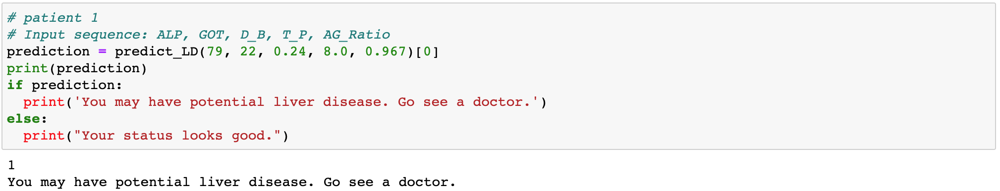 # patient 1
# Input sequence: ALP, GOT, D_B, T_P, AG_Ratio
prediction = predict_LD(79, 22, 0.24, 8.0, 0.967)[0]
print(prediction)
if prediction:
  print('You may have potential liver disease. Go see a doctor.')
else:
  print("Your status looks good.")
1
You may have potential liver disease. Go see a doctor.